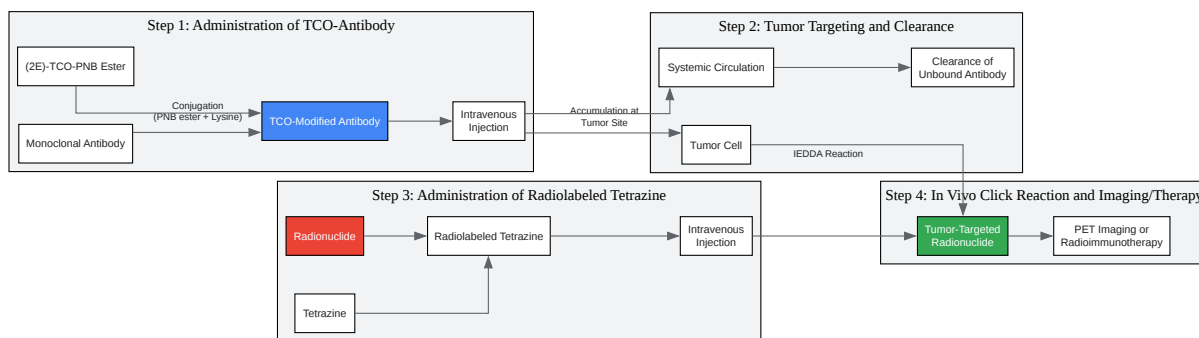 Step 1: Administration of TCO-Antibody
(2E)-TCO-PNB Ester
Conjugation
(PNB ester + Lysine)
Monoclonal Antibody
TCO-Modified Antibody
Intravenous
Injection
Accumulation at
Tumor Site
Step 2: Tumor Targeting and Clearance
Systemic Circulation
Clearance of
Unbound Antibody
Tumor Cell
IEDDA Reaction
Step 3: Administration of Radiolabeled Tetrazine
Radionuclide
Radiolabeled Tetrazine
Intravenous
Injection
Tetrazine
Step 4: In Vivo Click Reaction and Imaging/Therapy
Tumor-Targeted
Radionuclide
PET Imaging or
Radioimmunotherapy